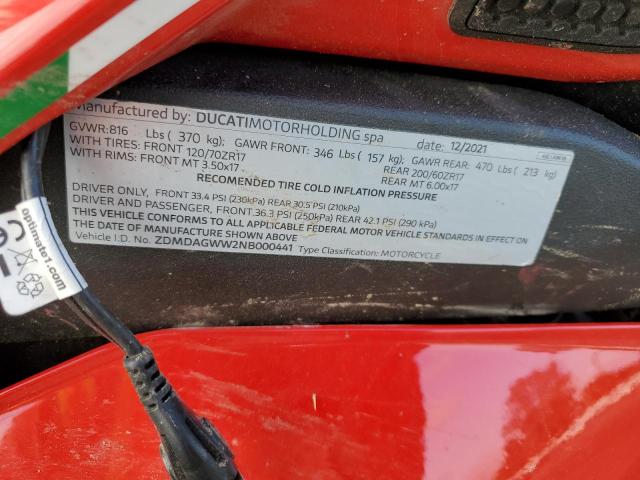 Manufactured by: DUCATIMOTORHOLDING spa date: 12/2021
GVWR:816 Lbs ( 370 kg); GAWR FRONT: 346 Lbs ( 157 kg); GAWR REAR: 470 Lbs ( 213 kg)
WITH TIRES: FRONT 120/70ZR17 REAR 200/60ZR17
WITH RIMS: FRONT MT 3.50x17 REAR MT 6.00x17
RECOMENDED TIRE COLD INFLATION PRESSURE
DRIVER ONLY, FRONT 33.4 PSI (230kPa) REAR 30.5 PSI (210kPa)
DRIVER AND PASSENGER, FRONT 36.3 PSI (250kPa) REAR 42.1 PSI (290 kPa)
THIS VEHICLE CONFORMS TO ALL APPLICABLE FEDERAL MOTOR VEHICLE STANDARDS IN EFFECT ON
THE DATE OF MANUFACTURE SHOWN ABOVE
Vehicle I.D. No. ZDMDAGWW2NB000441 Type Classification: MOTORCYCLE
optimate1.com
CE